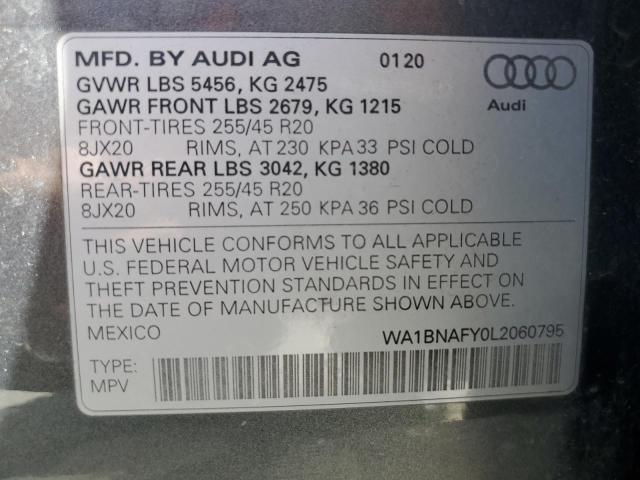 MFD. BY AUDI AG 0120
GVWR LBS 5456, KG 2475
GAWR FRONT LBS 2679, KG 1215
Audi
FRONT-TIRES 255/45 R20
8JX20 RIMS, AT 230 KPA 33 PSI COLD
GAWR REAR LBS 3042, KG 1380
REAR-TIRES 255/45 R20
8JX20 RIMS, AT 250 KPA 36 PSI COLD
THIS VEHICLE CONFORMS TO ALL APPLICABLE
U.S. FEDERAL MOTOR VEHICLE SAFETY AND
THEFT PREVENTION STANDARDS IN EFFECT ON
THE DATE OF MANUFACTURE SHOWN ABOVE.
MEXICO WA1BNAFY0L2060795
TYPE:
MPV